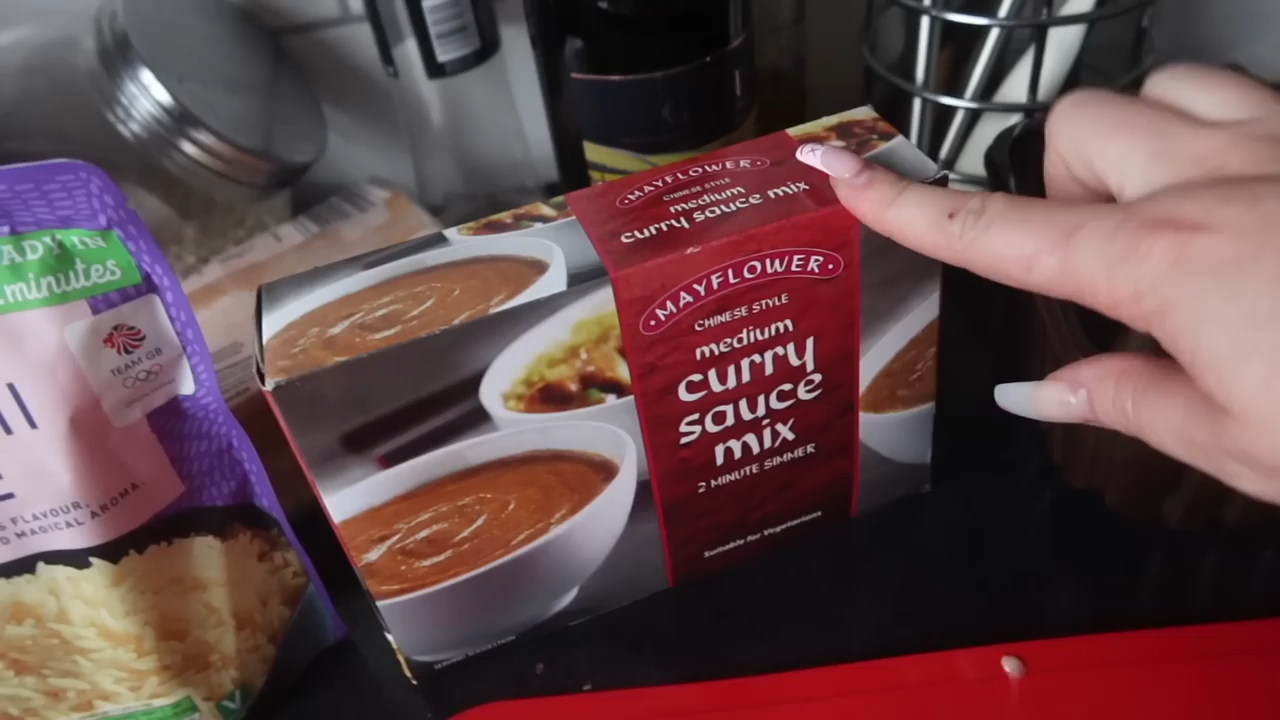 ·MAYFLOWER·
CHINESE STYLE
medium
curry sauce mix
·MAYFLOWER·
CHINESE STYLE
medium
curry
sauce
mix
2 MINUTE SIMMER
Suitable for Vegetarians
IN
minutes
TEAM GB
FLAVOUR,
MAGICAL AROMA.
V